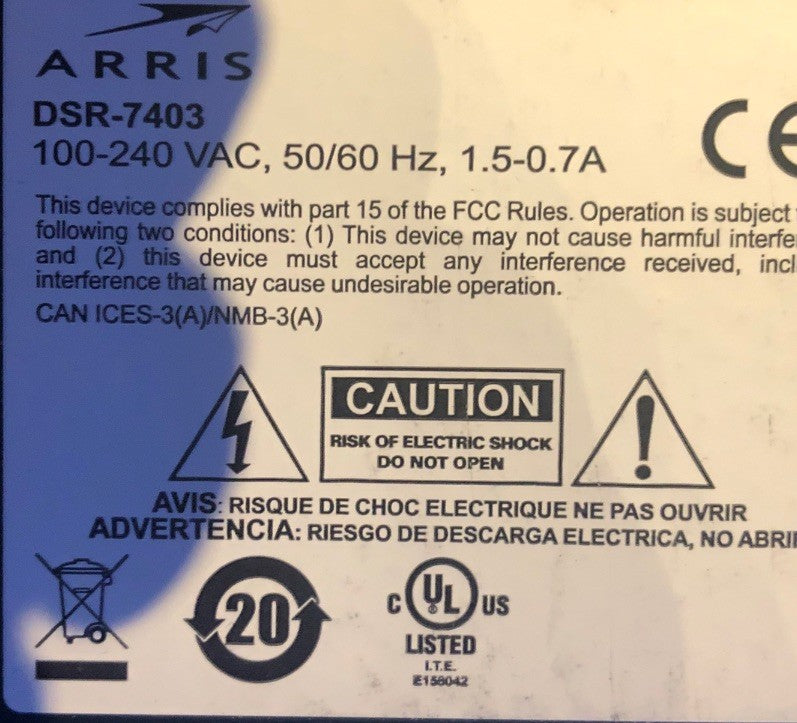 ARRIS
DSR-7403
100-240 VAC, 50/60 Hz, 1.5-0.7A
CE
This device complies with part 15 of the FCC Rules. Operation is subject
following two conditions: (1) This device may not cause harmful interfe
and (2) this device must accept any interference received, incl
interference that may cause undesirable operation.
CAN ICES-3(A)/NMB-3(A)
CAUTION
RISK OF ELECTRIC SHOCK
DO NOT OPEN
AVIS: RISQUE DE CHOC ELECTRIQUE NE PAS OUVRIR
ADVERTENCIA: RIESGO DE DESCARGA ELECTRICA, NO ABRI
20
C UL US
LISTED
I.T.E.
E156042